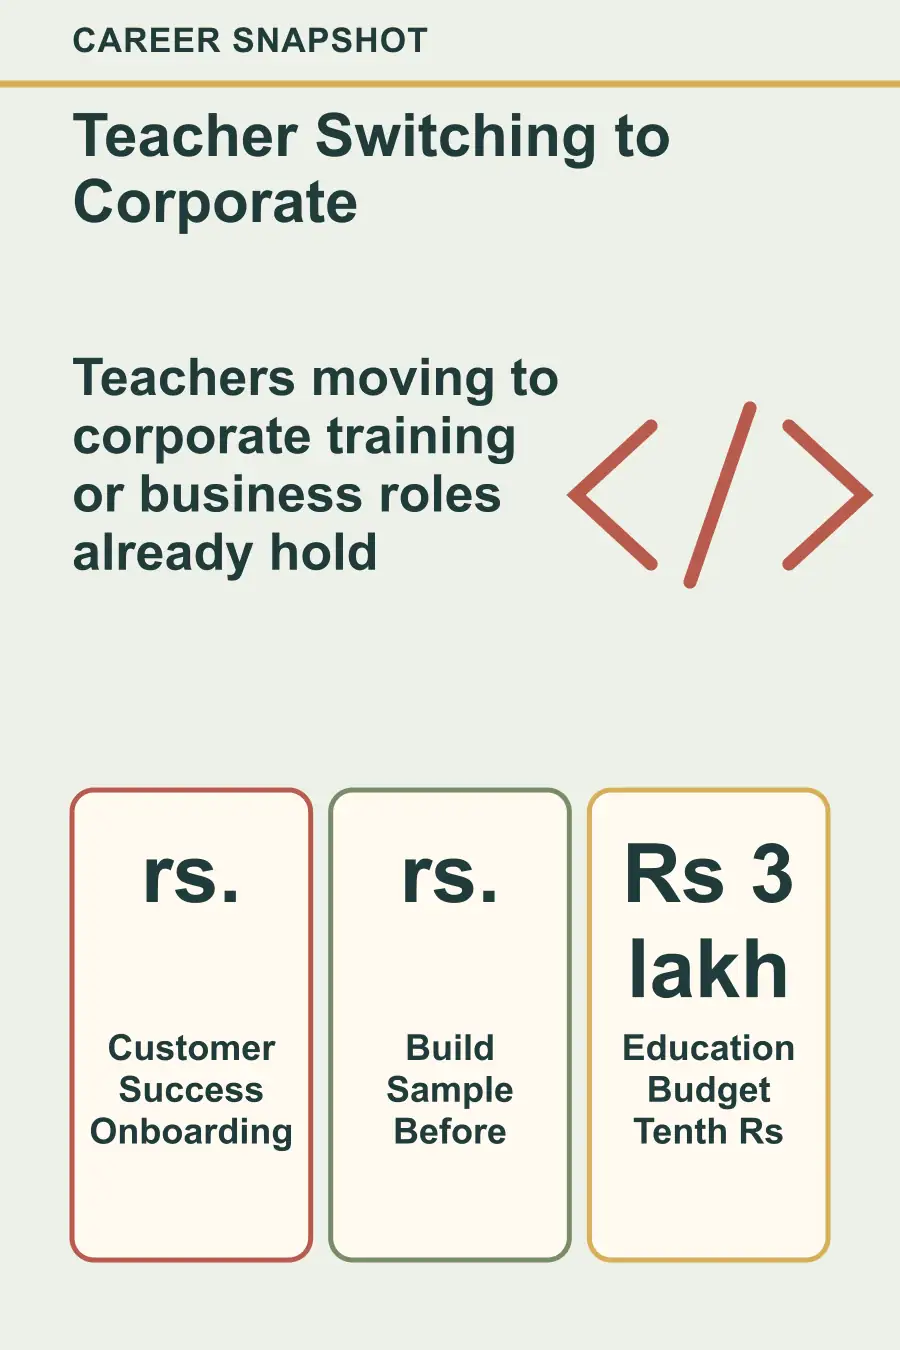 CAREER SNAPSHOT
Teacher Switching to
Corporate
Teachers moving to
corporate training
or business roles
already hold
</>
rs.
Customer
Success
Onboarding
rs.
Build
Sample
Before
Rs 3
lakh
Education
Budget
Tenth Rs